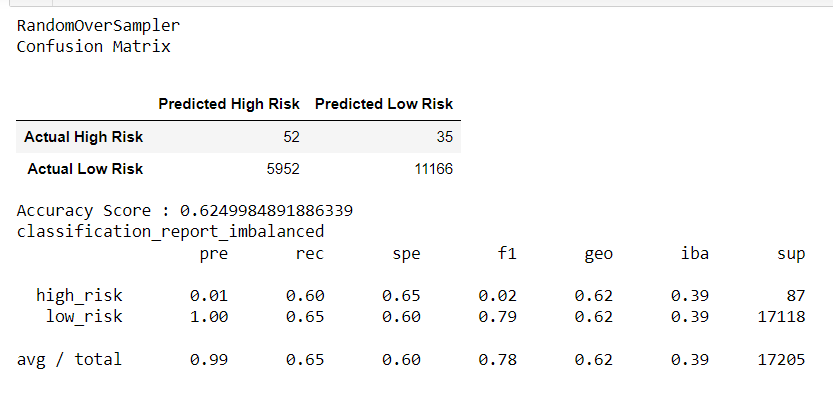 RandomOverSampler
Confusion Matrix
Predicted High Risk Predicted Low Risk
Actual High Risk 52 35
Actual Low Risk 5952 11166
Accuracy Score : 0.6249984891886339
classification_report_imbalanced
pre rec spe f1 geo iba sup
high_risk 0.01 0.60 0.65 0.02 0.62 0.39 87
low_risk 1.00 0.65 0.60 0.79 0.62 0.39 17118
avg / total 0.99 0.65 0.60 0.78 0.62 0.39 17205